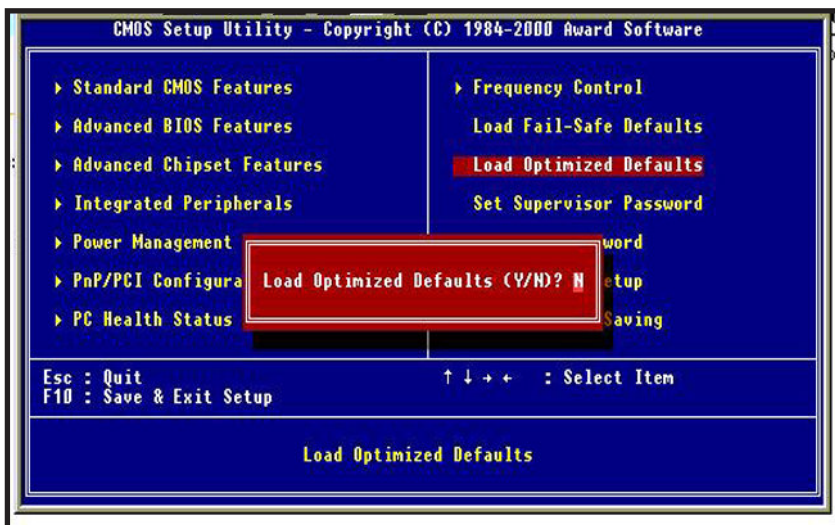 CMOS Setup Utility - Copyright (C) 1984-2000 Award Software
Standard CMOS Features
Advanced BIOS Features
Advanced Chipset Features
Integrated Peripherals
Power Management
PnP/PCI Configura
PC Health Status
Frequency Control
Load Fail-Safe Defaults
Load Optimized Defaults
Set Supervisor Password
word
etup
Saving
Load Optimized Defaults (Y/N)? N
Esc : Quit
F10 : Save & Exit Setup
↑ ↓ → ← : Select Item
Load Optimized Defaults